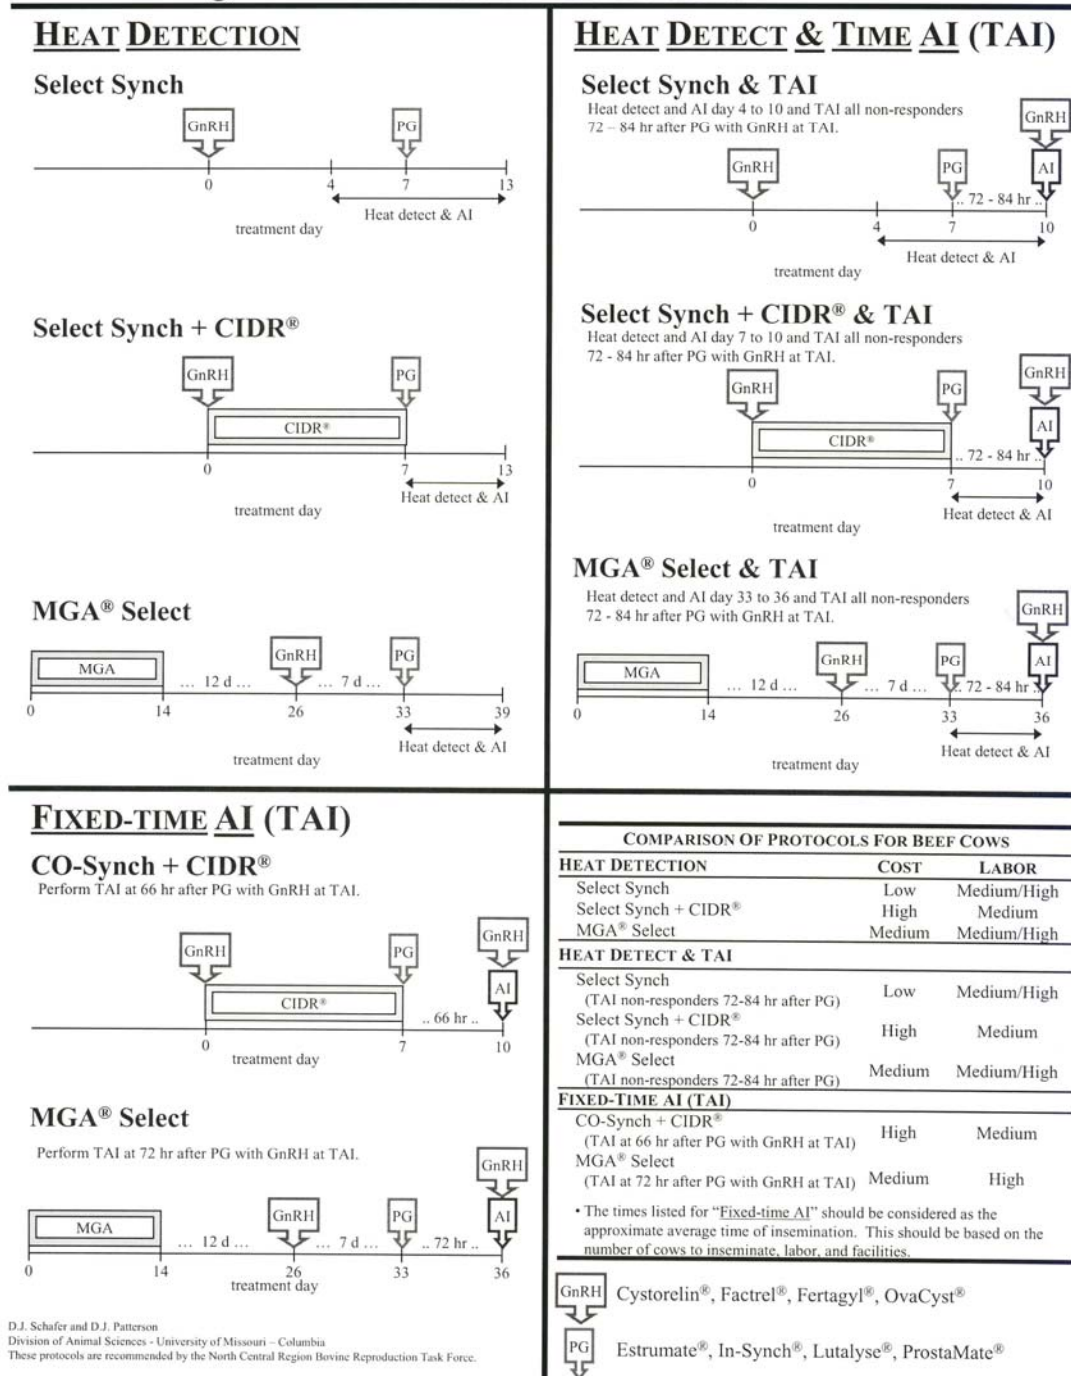 HEAT DETECTION
Select Synch
GnRH
PG
0
4
7
13
Heat detect & AI
treatment day
Select Synch + CIDR®
GnRH
PG
CIDR®
0
7
13
Heat detect & AI
treatment day
MGA® Select
GnRH
PG
MGA
... 12 d ...
... 7 d ...
0
14
26
33
39
Heat detect & AI
treatment day
HEAT DETECT & TIME AI (TAI)
Select Synch & TAI
Heat detect and AI day 4 to 10 and TAI all non-responders
72 – 84 hr after PG with GnRH at TAI.
GnRH
GnRH
PG
AI
.. 72 - 84 hr ..
0
4
7
10
Heat detect & AI
treatment day
Select Synch + CIDR® & TAI
Heat detect and AI day 7 to 10 and TAI all non-responders
72 - 84 hr after PG with GnRH at TAI.
GnRH
GnRH
PG
AI
CIDR®
.. 72 - 84 hr ..
0
7
10
Heat detect & AI
treatment day
MGA® Select & TAI
Heat detect and AI day 33 to 36 and TAI all non-responders
72 - 84 hr after PG with GnRH at TAI.
GnRH
GnRH
PG
AI
MGA
... 12 d ...
... 7 d ...
.. 72 - 84 hr ..
0
14
26
33
36
Heat detect & AI
treatment day
FIXED-TIME AI (TAI)
CO-Synch + CIDR®
Perform TAI at 66 hr after PG with GnRH at TAI.
GnRH
PG
GnRH
AI
CIDR®
.. 66 hr ..
0
7
10
treatment day
MGA® Select
Perform TAI at 72 hr after PG with GnRH at TAI.
GnRH
GnRH
PG
AI
MGA
... 12 d ...
... 7 d ...
.. 72 hr ..
0
14
26
33
36
treatment day
D.J. Schafer and D.J. Patterson
Division of Animal Sciences - University of Missouri – Columbia
These protocols are recommended by the North Central Region Bovine Reproduction Task Force.
COMPARISON OF PROTOCOLS FOR BEEF COWS
HEAT DETECTION COST LABOR
Select Synch Low Medium/High
Select Synch + CIDR® High Medium
MGA® Select Medium Medium/High
HEAT DETECT & TAI
Select Synch
(TAI non-responders 72-84 hr after PG) Low Medium/High
Select Synch + CIDR®
(TAI non-responders 72-84 hr after PG) High Medium
MGA® Select
(TAI non-responders 72-84 hr after PG) Medium Medium/High
FIXED-TIME AI (TAI)
CO-Synch + CIDR®
(TAI at 66 hr after PG with GnRH at TAI) High Medium
MGA® Select
(TAI at 72 hr after PG with GnRH at TAI) Medium High
• The times listed for “Fixed-time AI” should be considered as the
approximate average time of insemination. This should be based on the
number of cows to inseminate, labor, and facilities.
GnRH Cystorelin®, Factrel®, Fertagyl®, OvaCyst®
PG Estrumate®, In-Synch®, Lutalyse®, ProstaMate®